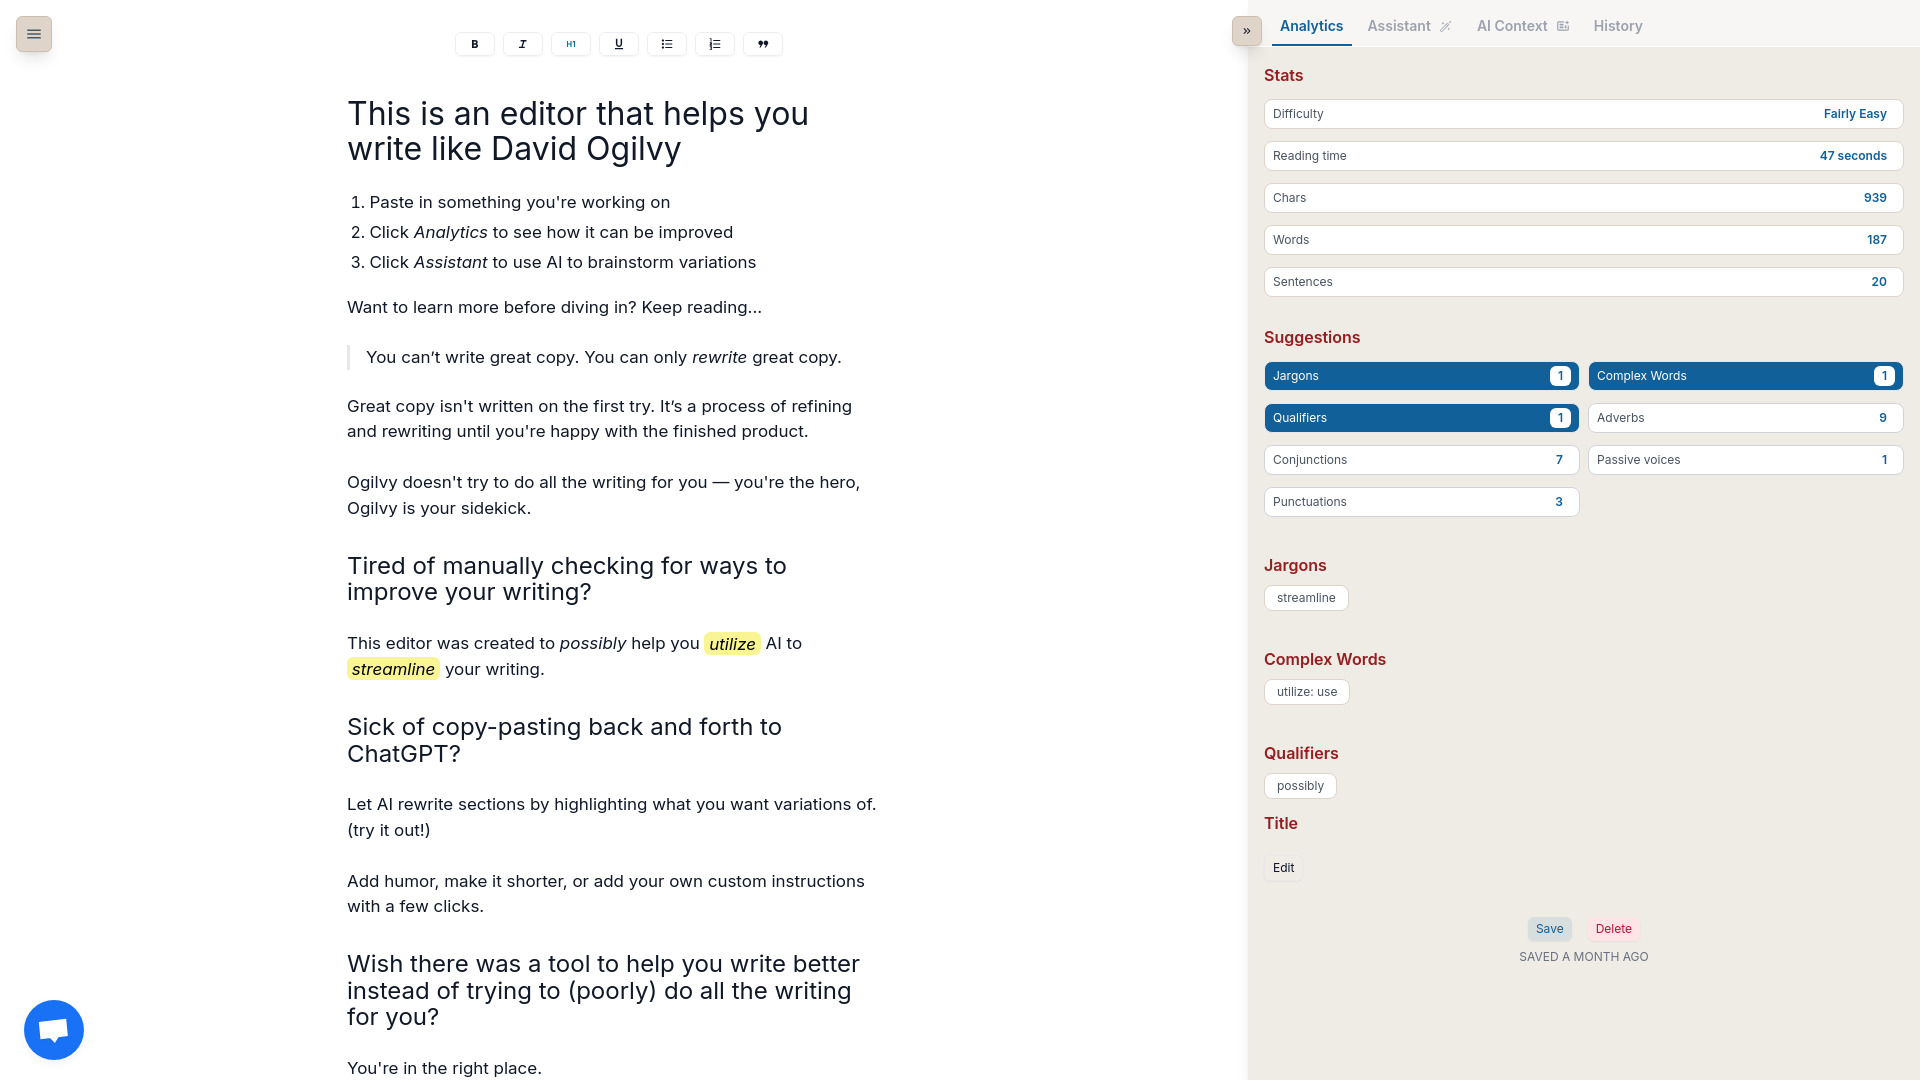 B I H1 U
This is an editor that helps you
write like David Ogilvy
1. Paste in something you're working on
2. Click Analytics to see how it can be improved
3. Click Assistant to use AI to brainstorm variations
Want to learn more before diving in? Keep reading...
You can’t write great copy. You can only rewrite great copy.
Great copy isn't written on the first try. It’s a process of refining
and rewriting until you're happy with the finished product.
Ogilvy doesn't try to do all the writing for you — you're the hero,
Ogilvy is your sidekick.
Tired of manually checking for ways to
improve your writing?
This editor was created to possibly help you utilize AI to
streamline your writing.
Sick of copy-pasting back and forth to
ChatGPT?
Let AI rewrite sections by highlighting what you want variations of.
(try it out!)
Add humor, make it shorter, or add your own custom instructions
with a few clicks.
Wish there was a tool to help you write better
instead of trying to (poorly) do all the writing
for you?
You're in the right place.
» Analytics Assistant AI Context History
Stats
Difficulty Fairly Easy
Reading time 47 seconds
Chars 939
Words 187
Sentences 20
Suggestions
Jargons 1 Complex Words 1
Qualifiers 1 Adverbs 9
Conjunctions 7 Passive voices 1
Punctuations 3
Jargons
streamline
Complex Words
utilize: use
Qualifiers
possibly
Title
Edit
Save Delete
SAVED A MONTH AGO